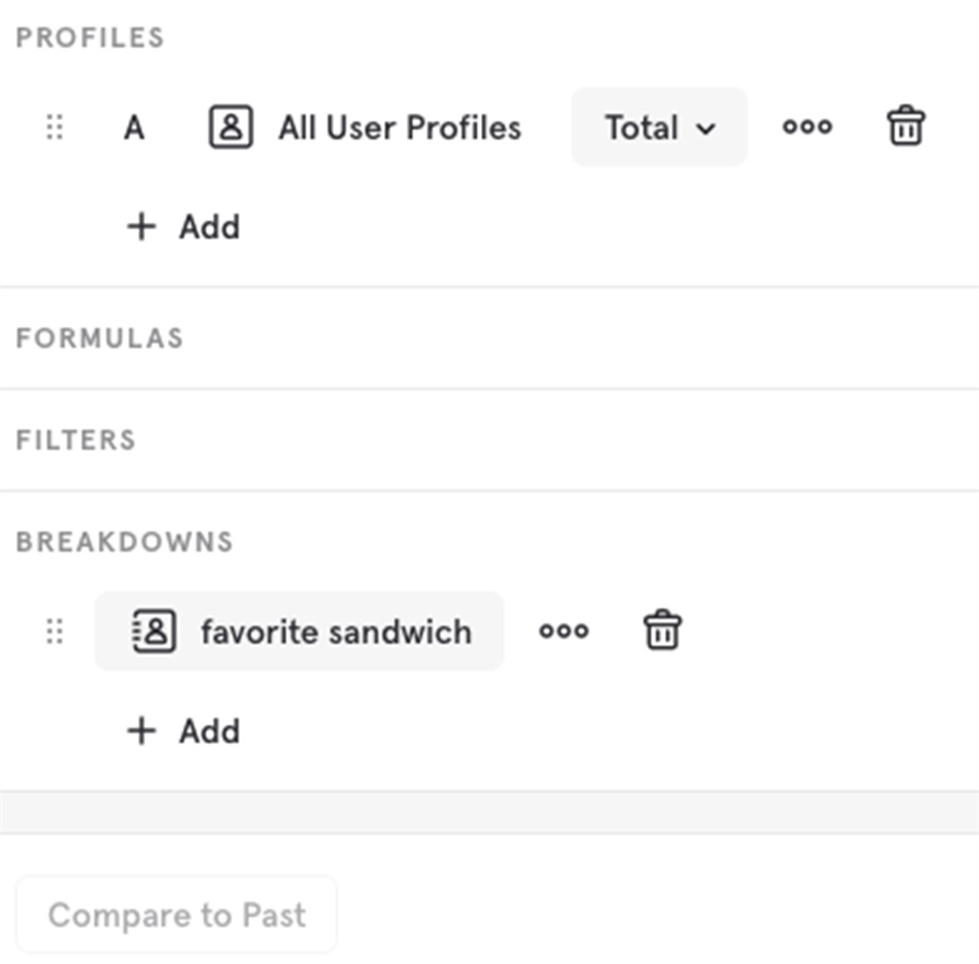 PROFILES
A All User Profiles Total
+ Add
FORMULAS
FILTERS
BREAKDOWNS
favorite sandwich
+ Add
Compare to Past